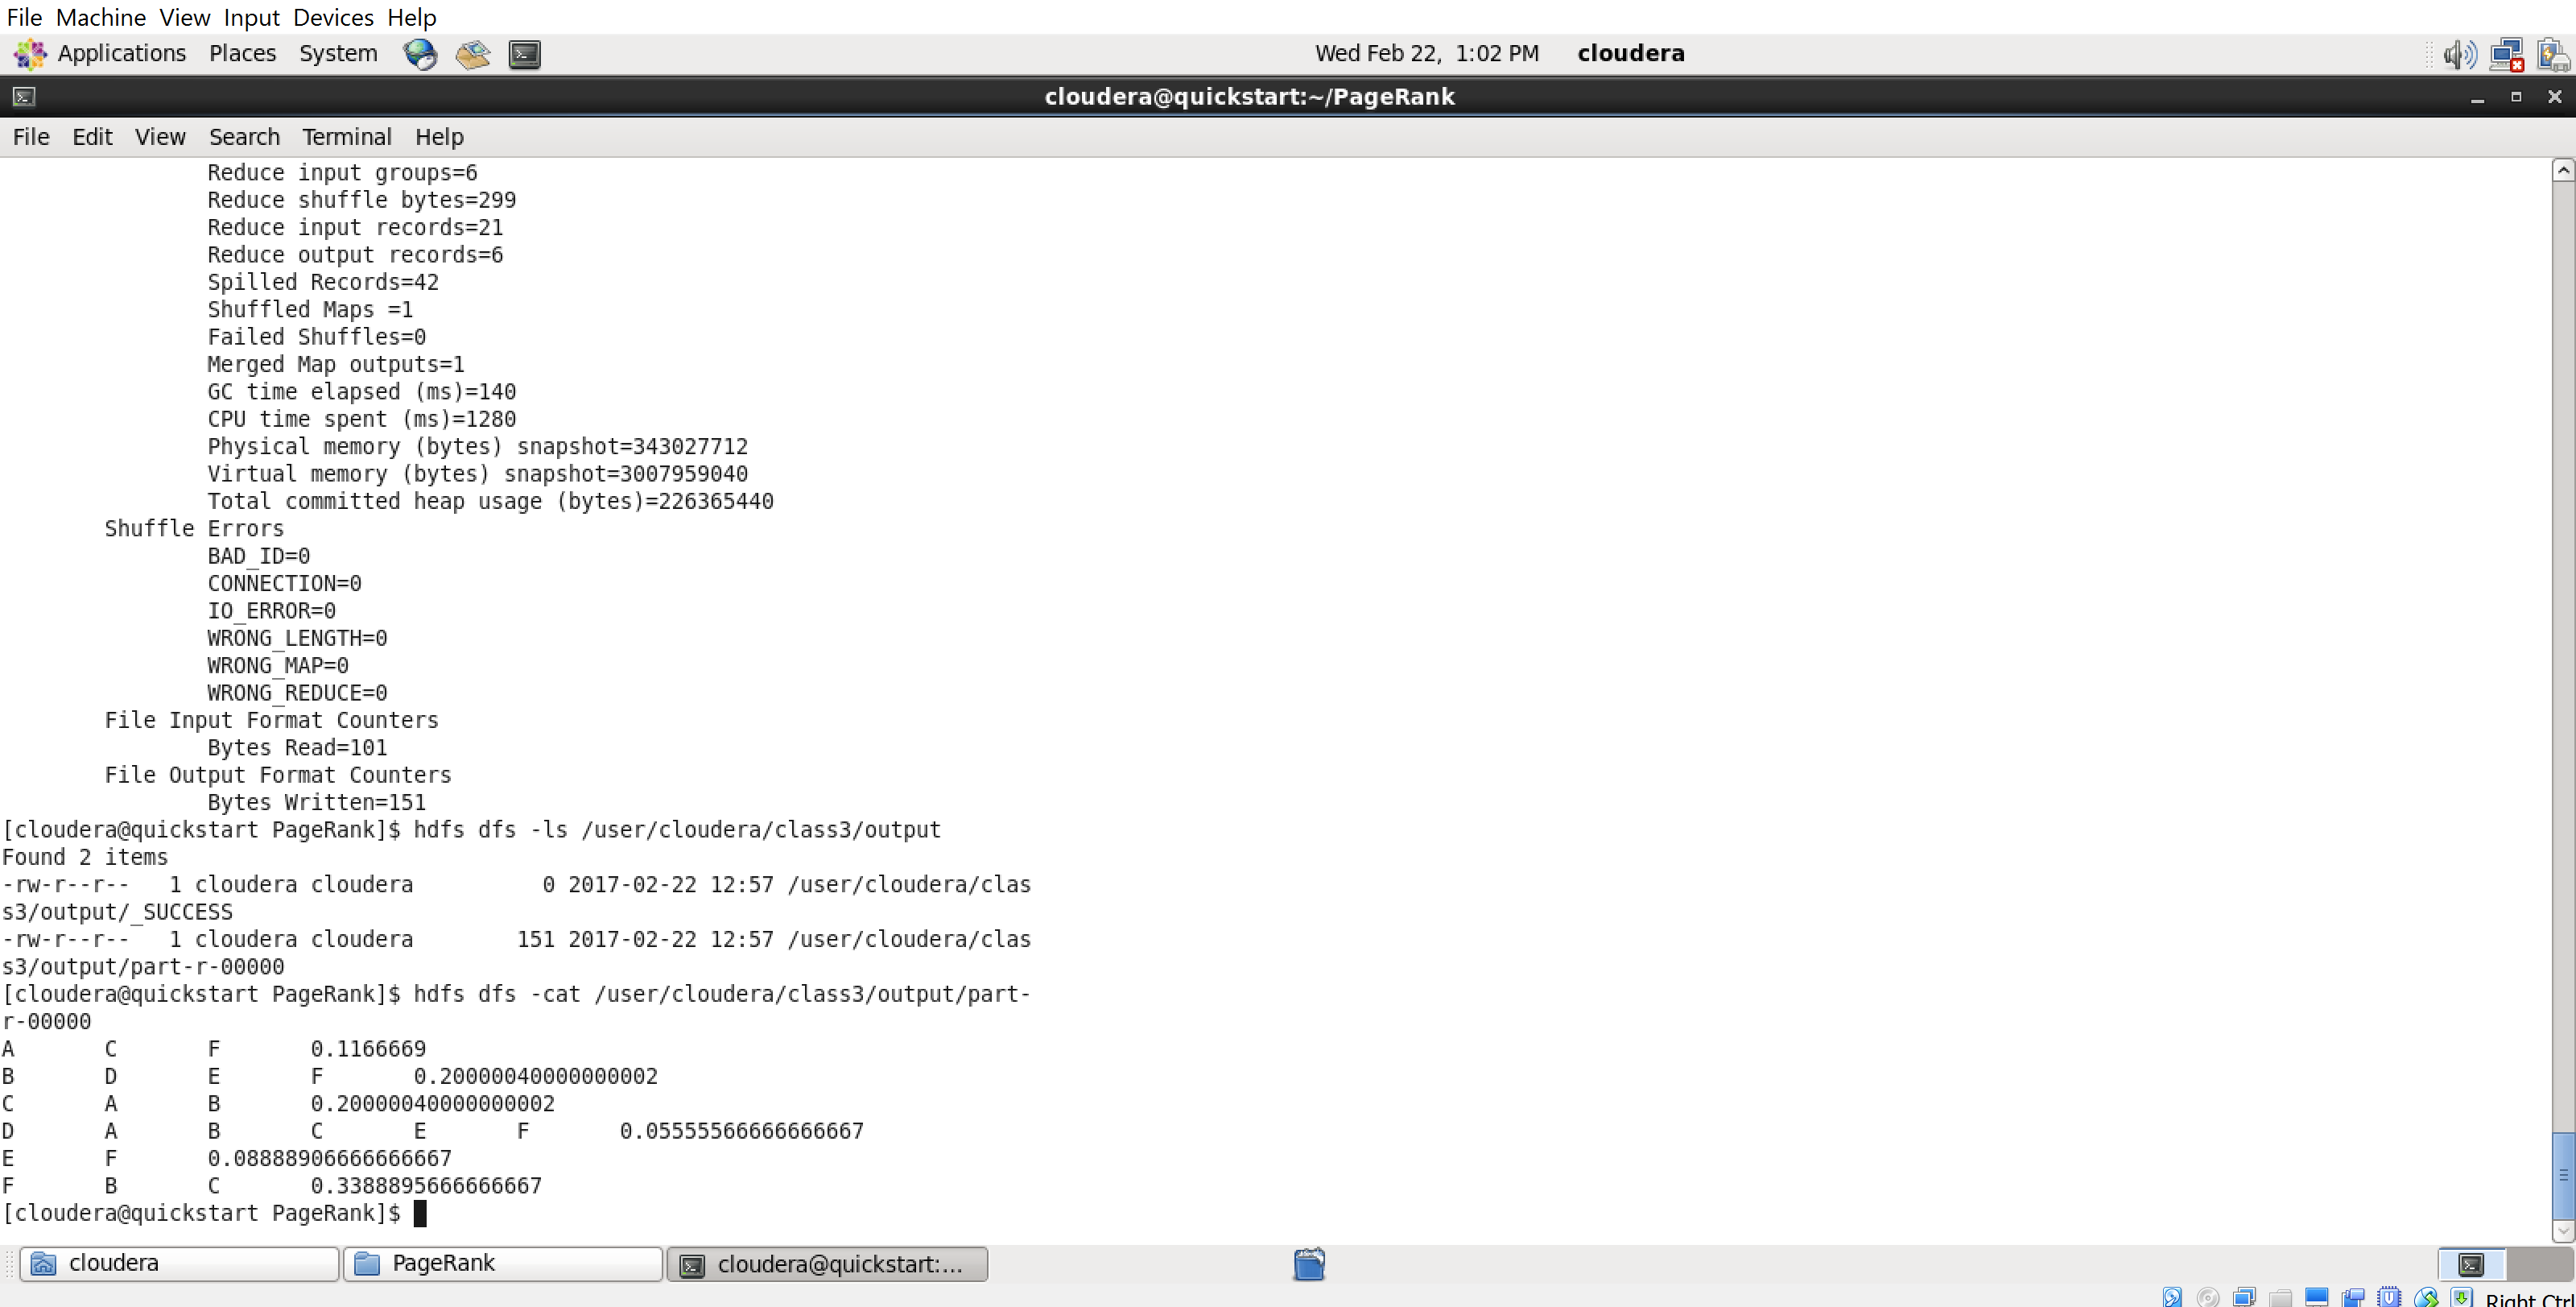 File Machine View Input Devices Help
Applications Places System Wed Feb 22, 1:02 PM cloudera
cloudera@quickstart:~/PageRank
File Edit View Search Terminal Help
Reduce input groups=6
Reduce shuffle bytes=299
Reduce input records=21
Reduce output records=6
Spilled Records=42
Shuffled Maps =1
Failed Shuffles=0
Merged Map outputs=1
GC time elapsed (ms)=140
CPU time spent (ms)=1280
Physical memory (bytes) snapshot=343027712
Virtual memory (bytes) snapshot=3007959040
Total committed heap usage (bytes)=226365440
Shuffle Errors
BAD_ID=0
CONNECTION=0
IO_ERROR=0
WRONG_LENGTH=0
WRONG_MAP=0
WRONG_REDUCE=0
File Input Format Counters
Bytes Read=101
File Output Format Counters
Bytes Written=151
[cloudera@quickstart PageRank]$ hdfs dfs -ls /user/cloudera/class3/output
Found 2 items
-rw-r--r-- 1 cloudera cloudera 0 2017-02-22 12:57 /user/cloudera/clas
s3/output/_SUCCESS
-rw-r--r-- 1 cloudera cloudera 151 2017-02-22 12:57 /user/cloudera/clas
s3/output/part-r-00000
[cloudera@quickstart PageRank]$ hdfs dfs -cat /user/cloudera/class3/output/part-
r-00000
A C F 0.1166669
B D E F 0.20000040000000002
C A B 0.20000040000000002
D A B C E F 0.05555566666666667
E F 0.08888906666666667
F B C 0.3388895666666667
[cloudera@quickstart PageRank]$
cloudera PageRank cloudera@quickstart:...
Right Ctrl